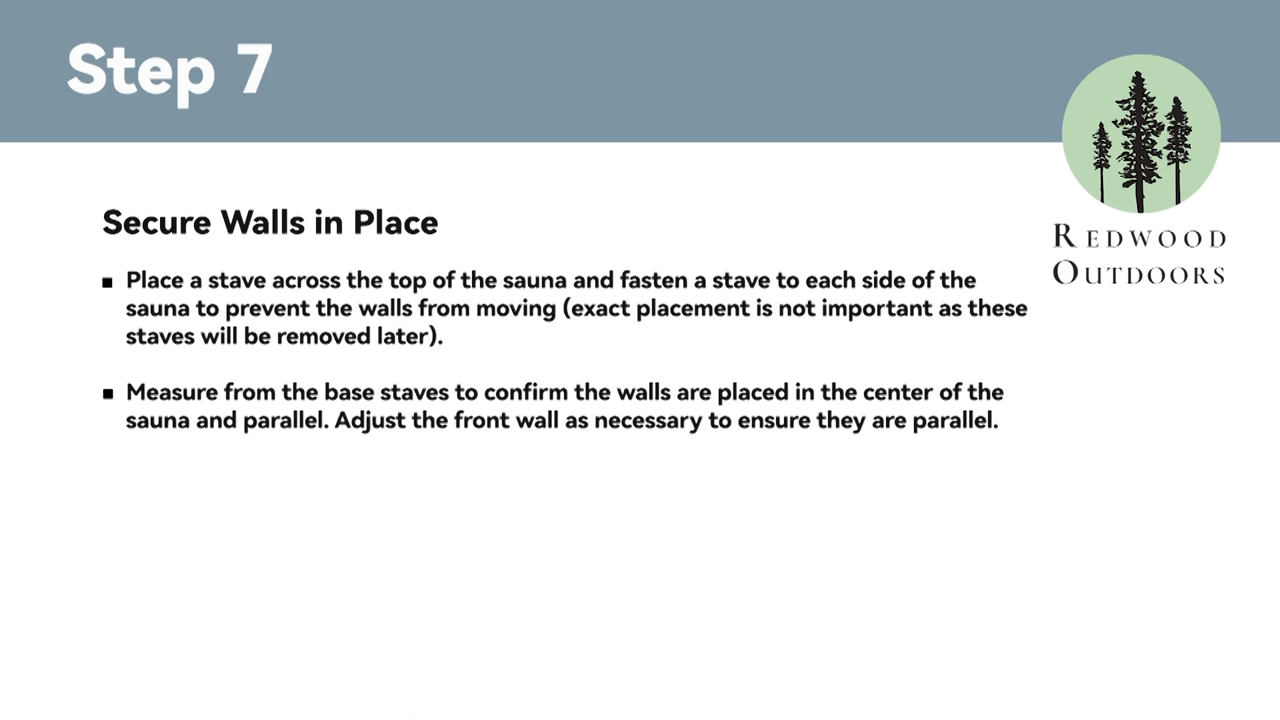 Step 7
REDWOOD
OUTDOORS
Secure Walls in Place
▪ Place a stave across the top of the sauna and fasten a stave to each side of the
sauna to prevent the walls from moving (exact placement is not important as these
staves will be removed later).
▪ Measure from the base staves to confirm the walls are placed in the center of the
sauna and parallel. Adjust the front wall as necessary to ensure they are parallel.